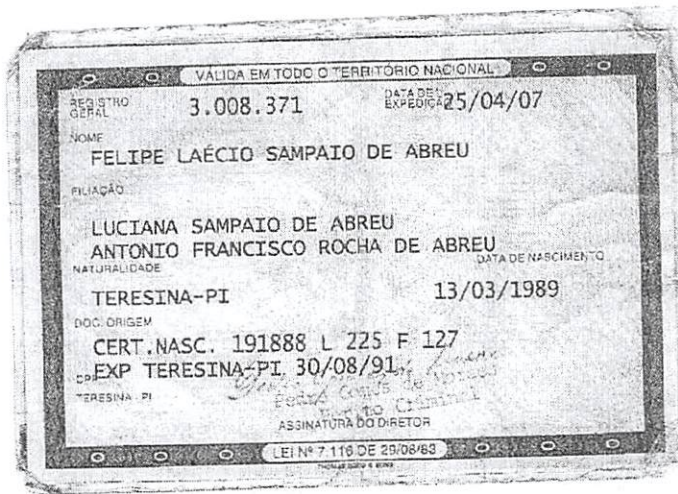 VÁLIDA EM TODO O TERRITÓRIO NACIONAL
REGISTRO GERAL 3.008.371 DATA DE EXPEDIÇÃO 25/04/07
NOME
FELIPE LAÉCIO SAMPAIO DE ABREU
FILIAÇÃO
LUCIANA SAMPAIO DE ABREU
ANTONIO FRANCISCO ROCHA DE ABREU
NATURALIDADE DATA DE NASCIMENTO
TERESINA-PI 13/03/1989
DOC. ORIGEM
CERT.NASC. 191888 L 225 F 127
EXP TERESINA-PI 30/08/91
CPF
TERESINA - PI
Criminal
ASSINATURA DO DIRETOR
LEI Nº 7.116 DE 29/08/83